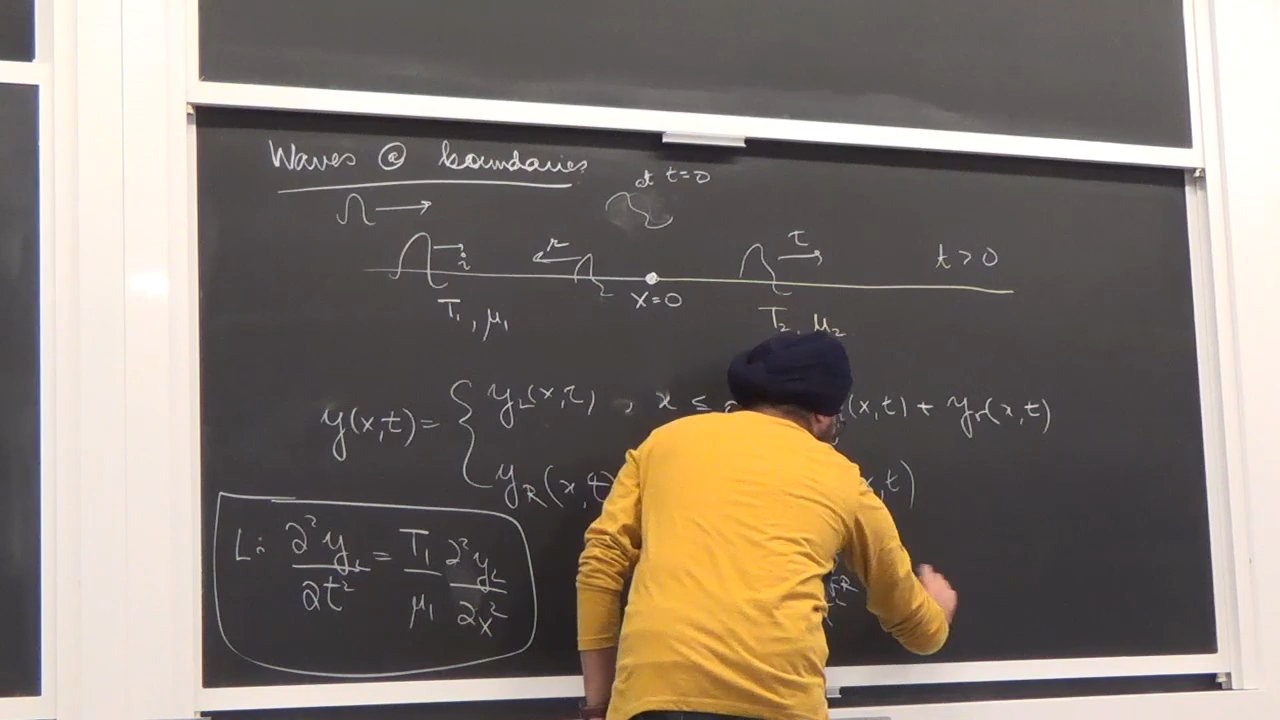 Waves @ boundaries
at t=0
i
r
t
t > 0
x=0
T₁, μ₁
T₂, μ₂
y(x,t) = { y_L(x,t), x ≤ (x,t) + y_r(x,t)
y_R(x,t x,t)
L: ∂²y_L/∂t² = T₁/μ₁ ∂²y_L/∂x²